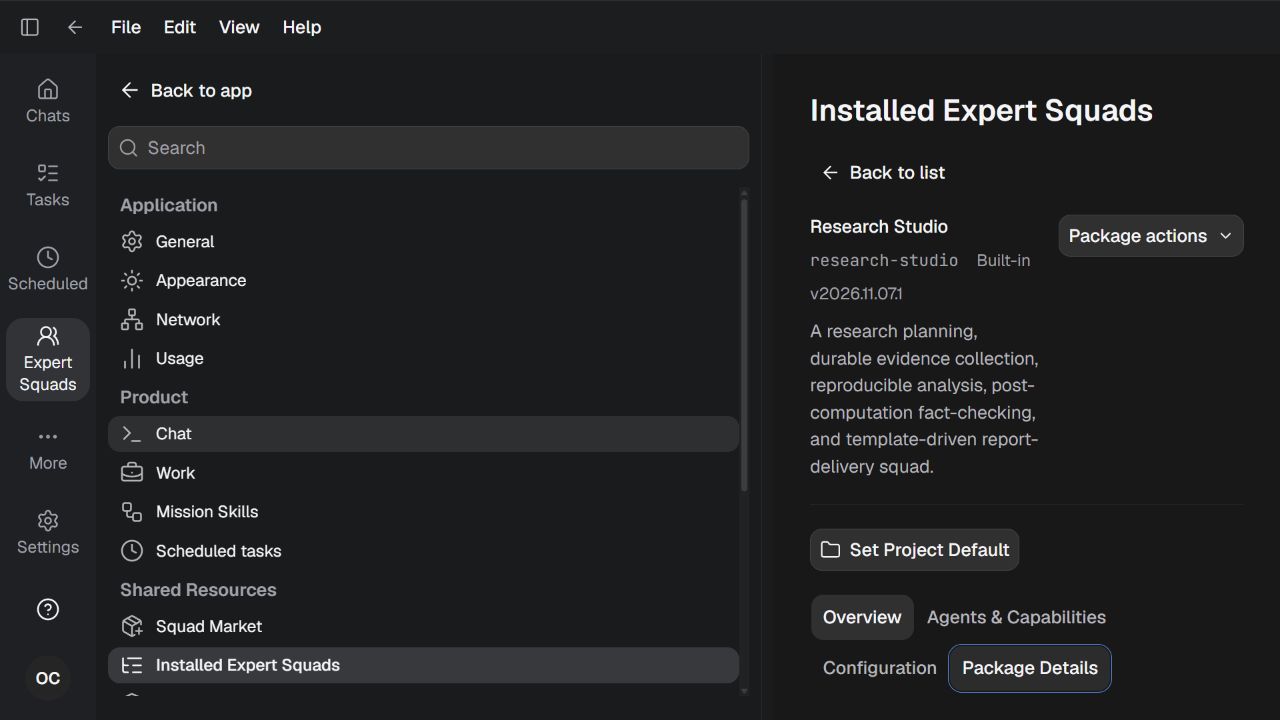 File Edit View Help
Chats
Tasks
Scheduled
Expert
Squads
More
Settings
OC
Back to app
Search
Application
General
Appearance
Network
Usage
Product
Chat
Work
Mission Skills
Scheduled tasks
Shared Resources
Squad Market
Installed Expert Squads
Installed Expert Squads
Back to list
Research Studio
Package actions
research-studio Built-in
v2026.11.07.1
A research planning,
durable evidence collection,
reproducible analysis, post-
computation fact-checking,
and template-driven report-
delivery squad.
Set Project Default
Overview Agents & Capabilities
Configuration Package Details